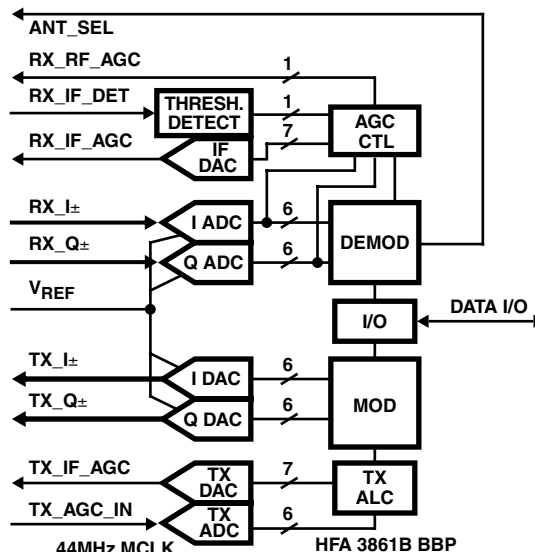 ANT_SEL
RX_RF_AGC
1
RX_IF_DET
THRESH.
DETECT
1
AGC
CTL
RX_IF_AGC
IF
DAC
7
RX_I±
I ADC
6
DEMOD
RX_Q±
Q ADC
6
VREF
I/O
DATA I/O
TX_I±
I DAC
6
MOD
TX_Q±
Q DAC
6
TX_IF_AGC
TX
DAC
7
TX
ALC
TX_AGC_IN
TX
ADC
6
44MHz MCLK
HFA 3861B BBP